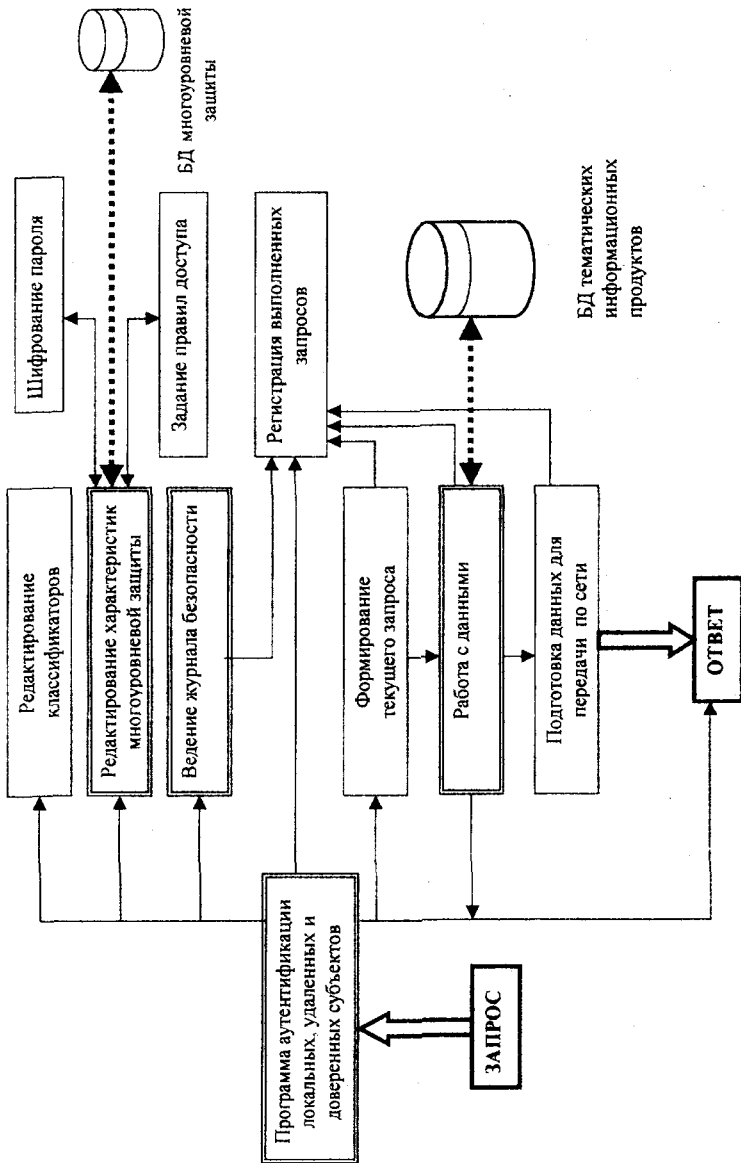 Редактирование
классификаторов
Шифрование пароля
Редактирование характеристик
многоуровневой защиты
БД многоуровневой
защиты
Задание правил доступа
Ведение журнала безопасности
Программа аутентификации
локальных, удаленных и
доверенных субъектов
Регистрация выполненных
запросов
Формирование
текущего запроса
Работа с данными
БД тематических
информационных
продуктов
Подготовка данных для
передачи по сети
ЗАПРОС
ОТВЕТ